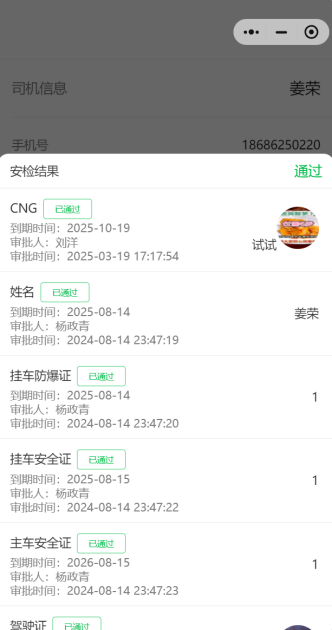 司机信息 姜荣
手机号 18686250220
安检结果 通过
CNG 已通过
到期时间：2025-10-19
审批人：刘洋
试试
审批时间：2025-03-19 17:17:54
姓名 已通过
到期时间：2025-08-14
姜荣
审批人：杨政青
审批时间：2024-08-14 23:47:19
挂车防爆证 已通过
到期时间：2025-08-14
1
审批人：杨政青
审批时间：2024-08-14 23:47:20
挂车安全证 已通过
到期时间：2025-08-15
1
审批人：杨政青
审批时间：2024-08-14 23:47:22
主车安全证 已通过
到期时间：2026-08-15
1
审批人：杨政青
审批时间：2024-08-14 23:47:23
驾驶证 已通过